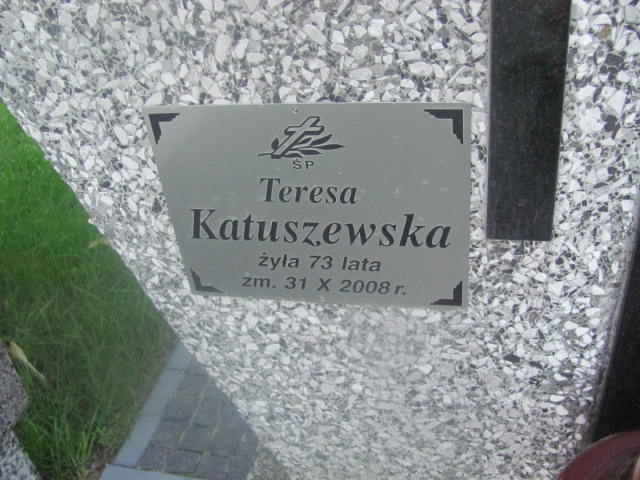 ŚP
Teresa
Katuszewska
żyła 73 lata
zm. 31 X 2008 r.